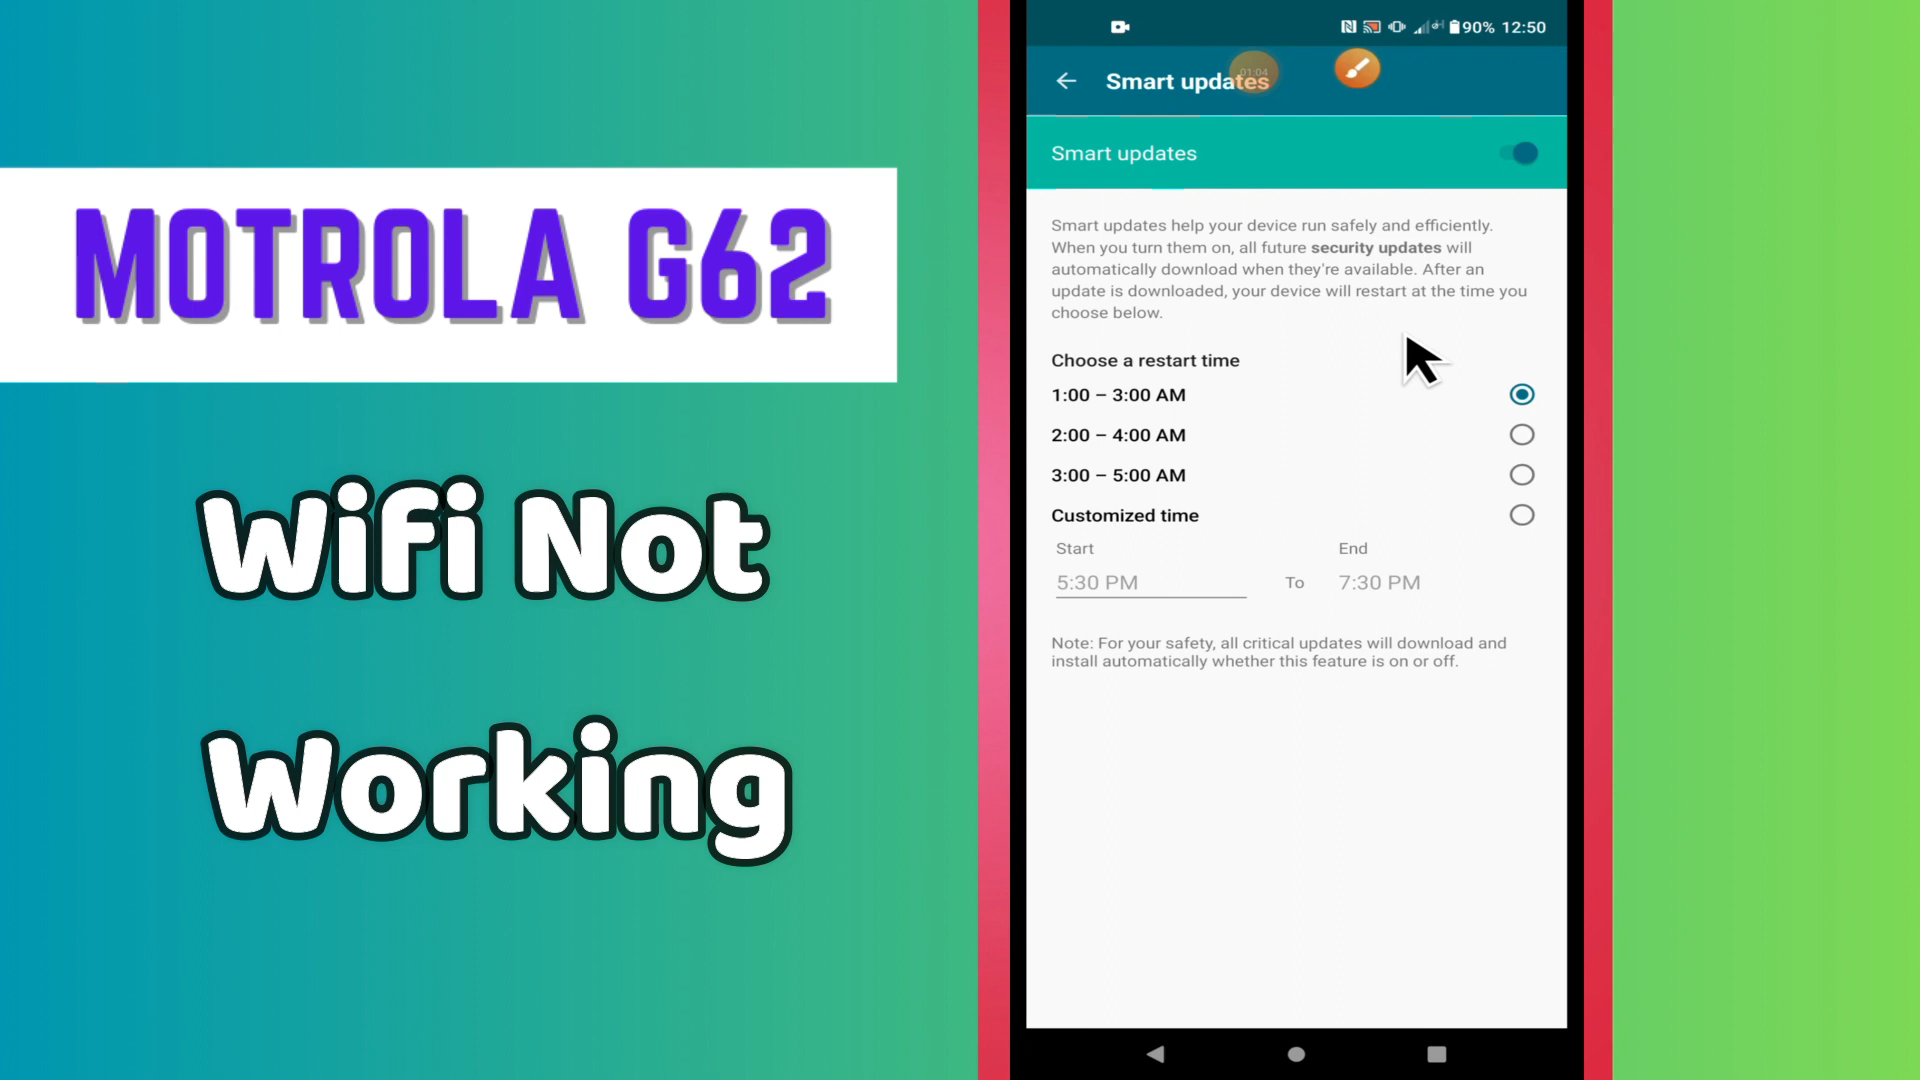 MOTROLA G62
Wifi Not
Working
90% 12:50
01:04
Smart updates
Smart updates
Smart updates help your device run safely and efficiently.
When you turn them on, all future security updates will
automatically download when they're available. After an
update is downloaded, your device will restart at the time you
choose below.
Choose a restart time
1:00 – 3:00 AM
2:00 – 4:00 AM
3:00 – 5:00 AM
Customized time
Start End
5:30 PM To 7:30 PM
Note: For your safety, all critical updates will download and
install automatically whether this feature is on or off.